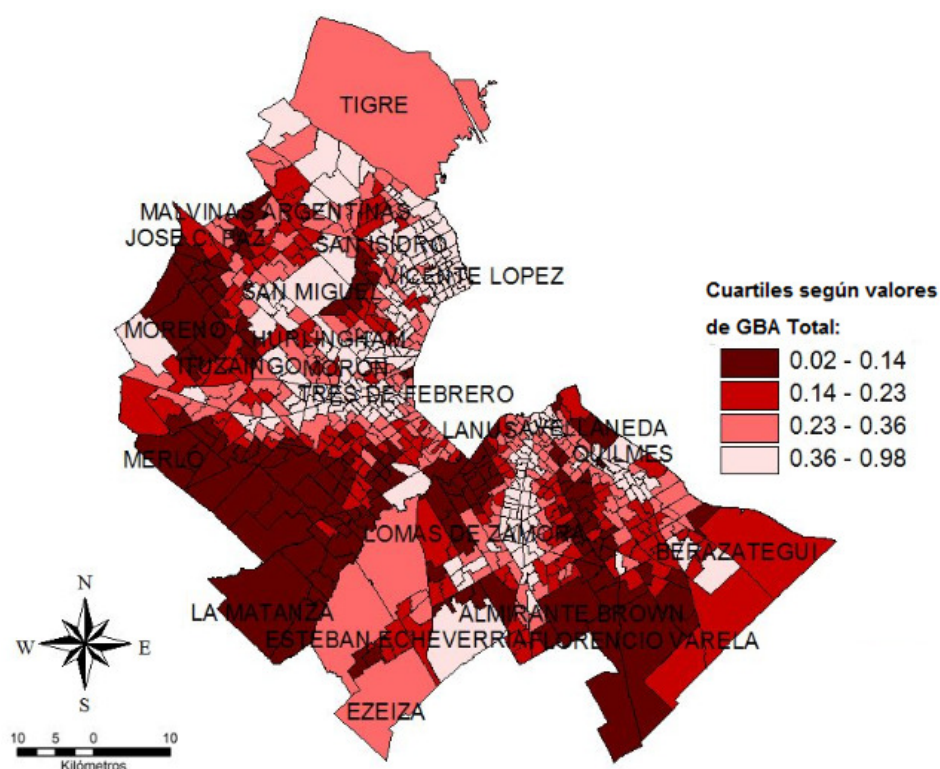 TIGRE
MALVINAS ARGENTINAS
JOSE C. PAZ
SAN ISIDRO
VICENTE LOPEZ
SAN MIGUEL
MORENO
HURLINGHAM
ITUZAINGO
MORON
TRES DE FEBRERO
MERLO
LANUS
AVELLANEDA
QUILMES
LOMAS DE ZAMORA
BERAZATEGUI
LA MATANZA
ALMIRANTE BROWN
ESTEBAN ECHEVERRIA
FLORENCIO VARELA
EZEIZA
Cuartiles según valores
de GBA Total:
0.02 - 0.14
0.14 - 0.23
0.23 - 0.36
0.36 - 0.98
N
W
E
S
10 5 0 10
Kilómetros